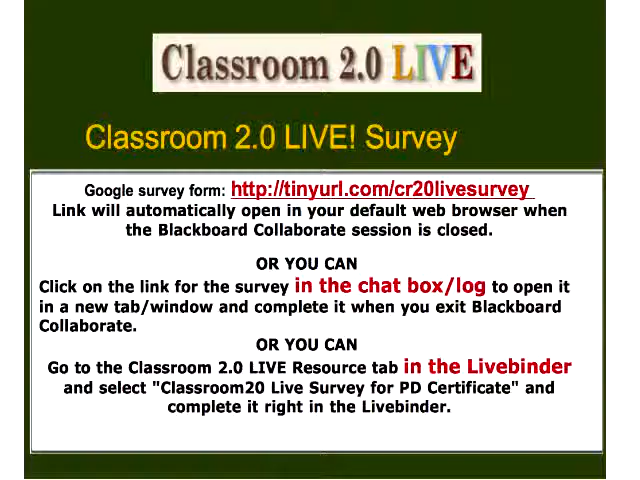 Classroom 2.0 LIVE
Classroom 2.0 LIVE! Survey
Google survey form: http://tinyurl.com/cr20livesurvey
Link will automatically open in your default web browser when
the Blackboard Collaborate session is closed.
OR YOU CAN
Click on the link for the survey in the chat box/log to open it
in a new tab/window and complete it when you exit Blackboard
Collaborate.
OR YOU CAN
Go to the Classroom 2.0 LIVE Resource tab in the Livebinder
and select "Classroom20 Live Survey for PD Certificate" and
complete it right in the Livebinder.